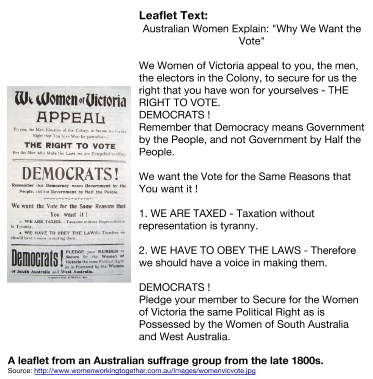 Leaflet Text:
Australian Women Explain: "Why We Want the
Vote"
We Women of Victoria appeal to you, the men,
the electors in the Colony, to secure for us the
right that you have won for yourselves - THE
RIGHT TO VOTE.
DEMOCRATS !
Remember that Democracy means Government
by the People, and not Government by Half the
People.
We want the Vote for the Same Reasons that
You want it !
1. WE ARE TAXED - Taxation without
representation is tyranny.
2. WE HAVE TO OBEY THE LAWS - Therefore
we should have a voice in making them.
DEMOCRATS !
Pledge your member to Secure for the Women
of Victoria the same Political Right as is
Possessed by the Women of South Australia
and West Australia.
We Women of Victoria
APPEAL
To you, the Men Electors of the Colony, to Secure for us the
Right that You have Won for yourselves—
THE RIGHT TO VOTE
For the Men who Make the Laws we are Compelled to Obey.
DEMOCRATS!
Remember that Democracy means Government by the
People, and not Government by Half the People.
We want the Vote for the Same Reasons that
You want it !
1. WE ARE TAXED—Taxation without Representation
is Tyranny.
2. WE HAVE TO OBEY THE LAWS—Therefore we
should have a voice in making them.
Democrats! PLEDGE your MEMBER to
Secure for the Women of
Victoria the same Political Right
as is Possessed by the Women
of South Australia and West Australia.
A leaflet from an Australian suffrage group from the late 1800s.
Source: http://www.womenworkingtogether.com.au/Images/womenvicvote.jpg